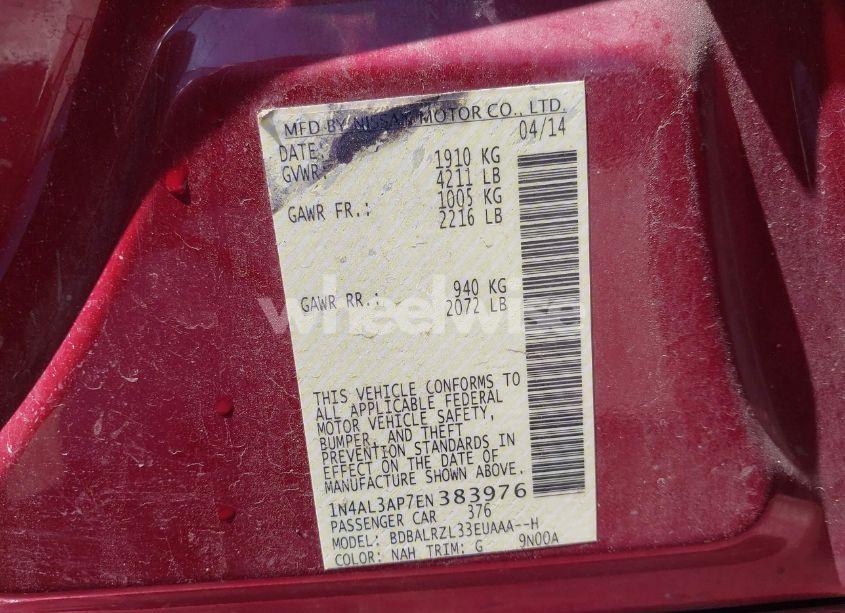 MFD BY NISSAN MOTOR CO., LTD.
DATE: 04/14
GVWR: 1910 KG
4211 LB
GAWR FR.: 1005 KG
2216 LB
GAWR RR.: 940 KG
2072 LB
wheelwise
THIS VEHICLE CONFORMS TO
ALL APPLICABLE FEDERAL
MOTOR VEHICLE SAFETY,
BUMPER, AND THEFT
PREVENTION STANDARDS IN
EFFECT ON THE DATE OF
MANUFACTURE SHOWN ABOVE.
1N4AL3AP7EN383976
PASSENGER CAR 376
MODEL: BDBALRZL33EUAAA--H
COLOR: NAH TRIM: G 9N00A